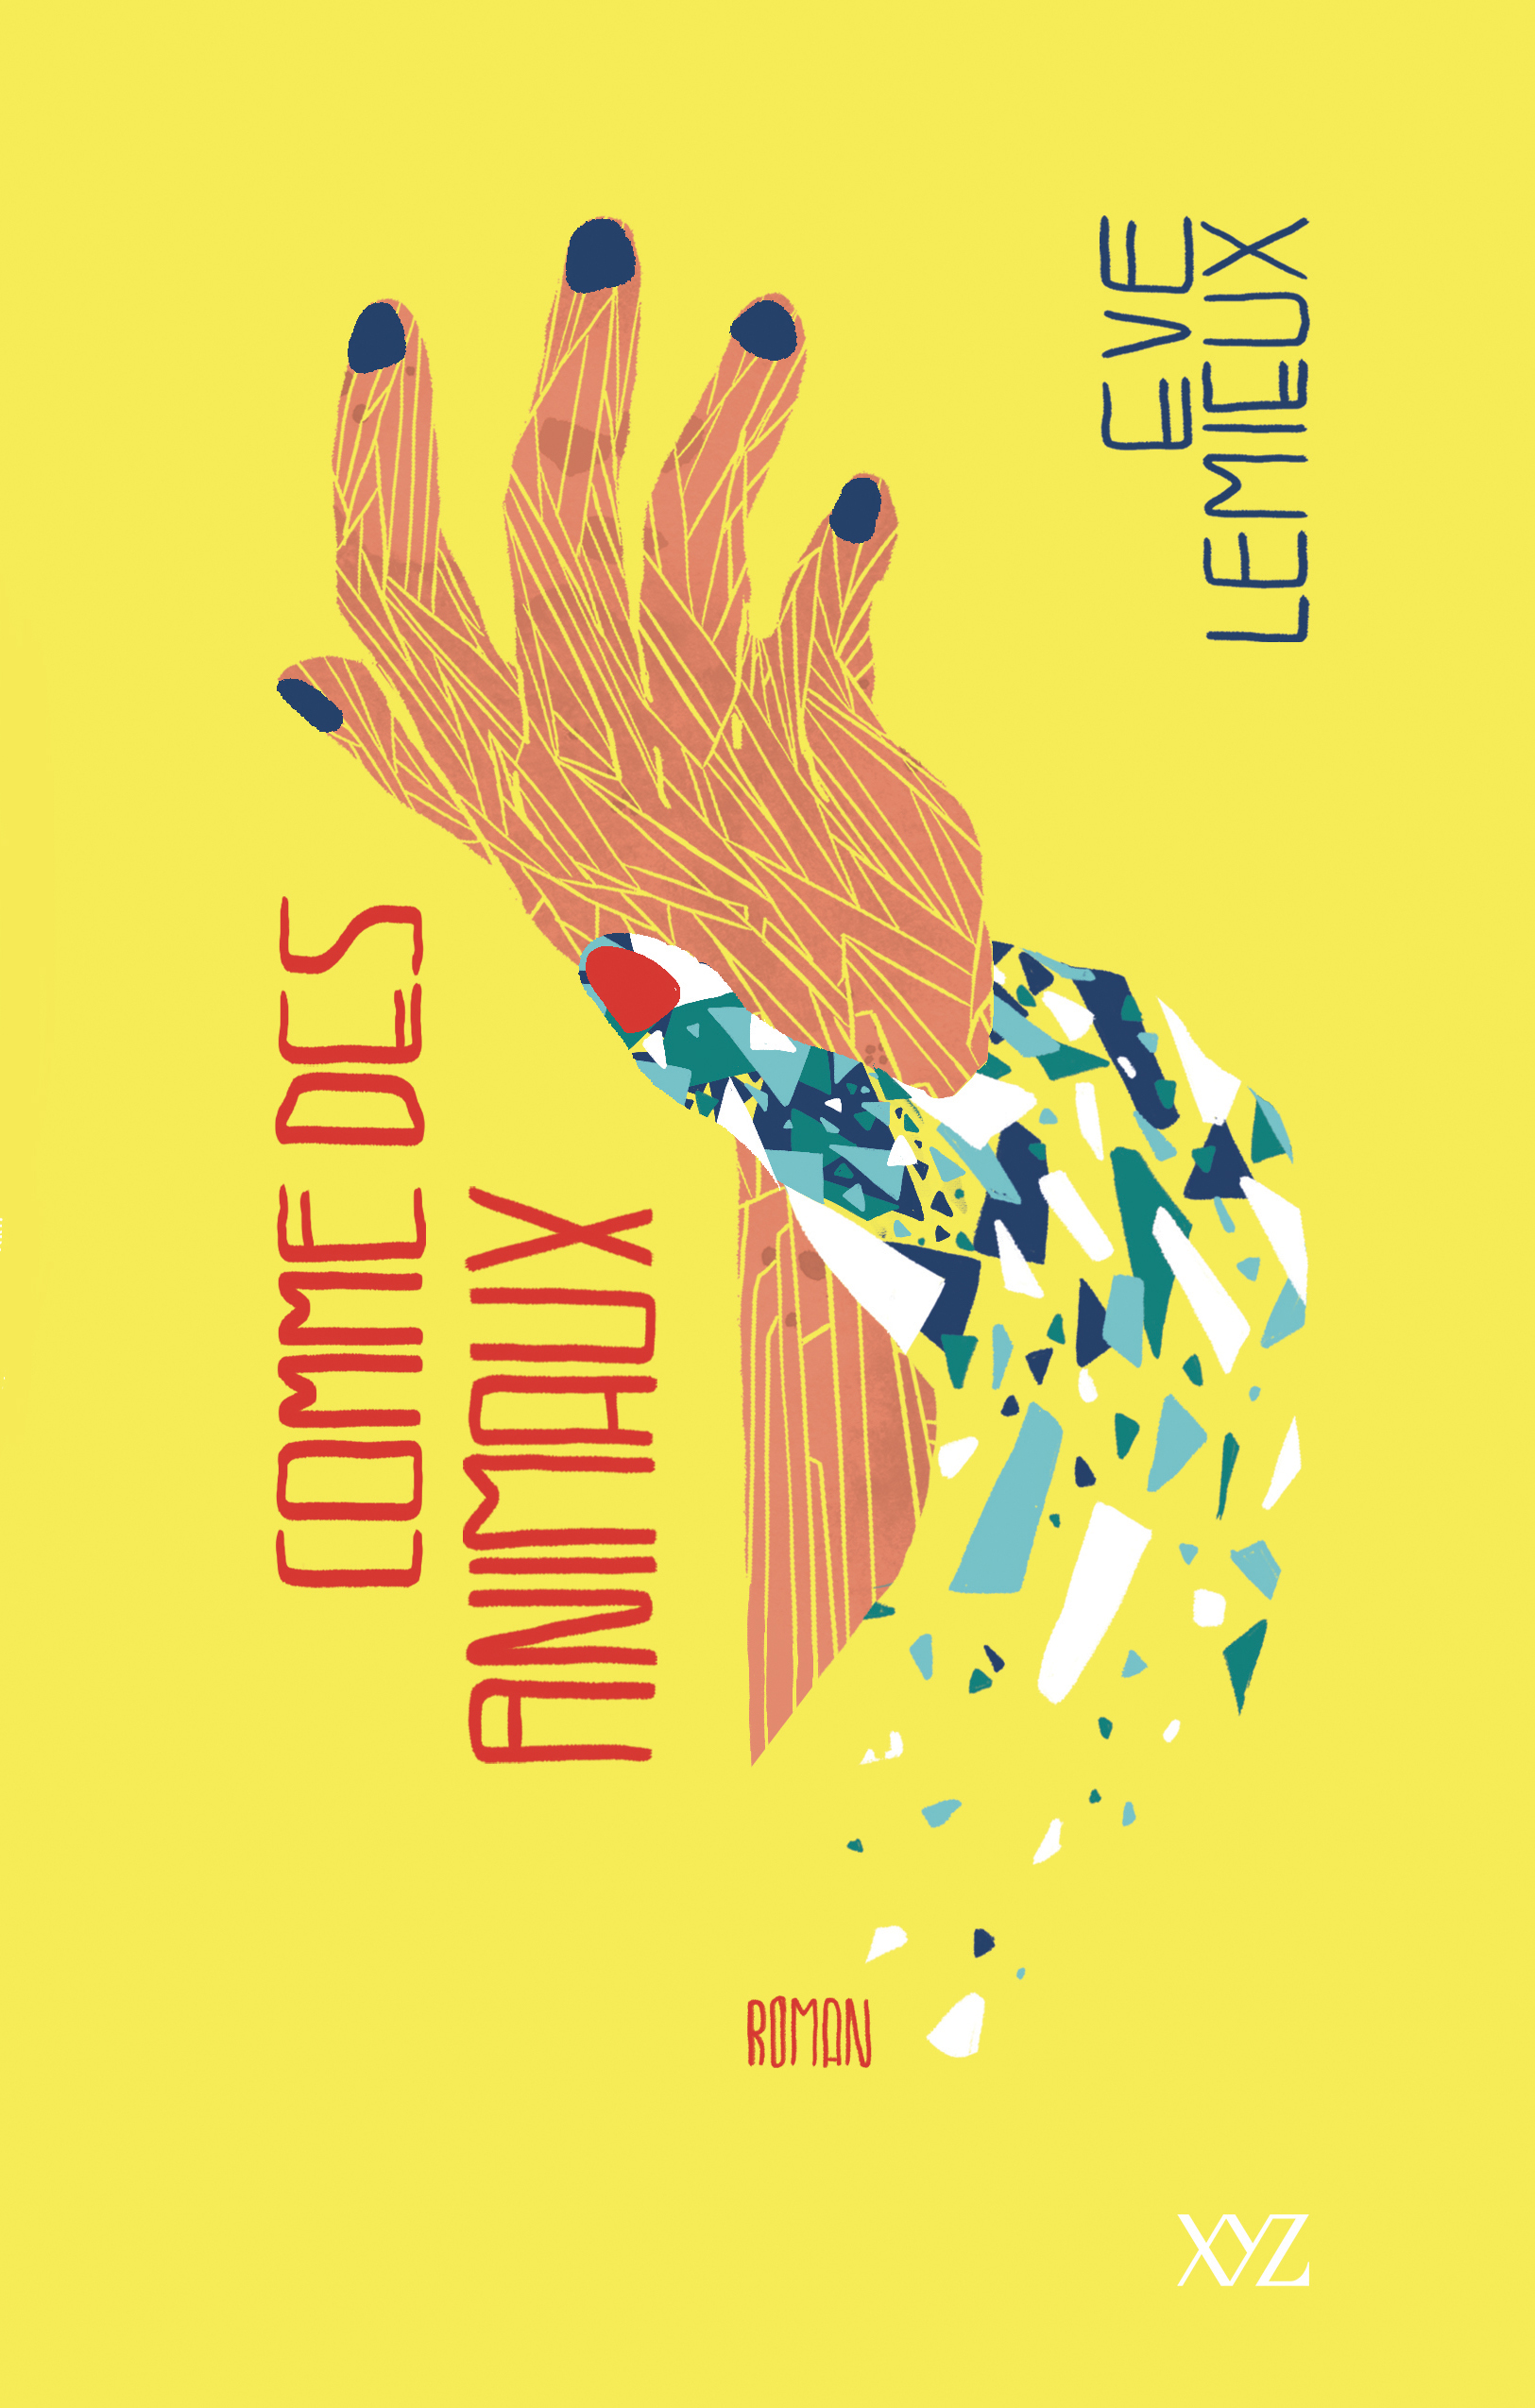 COMME DES
ANIMAUX
EVE
LEMIEUX
ROMAN
XYZ